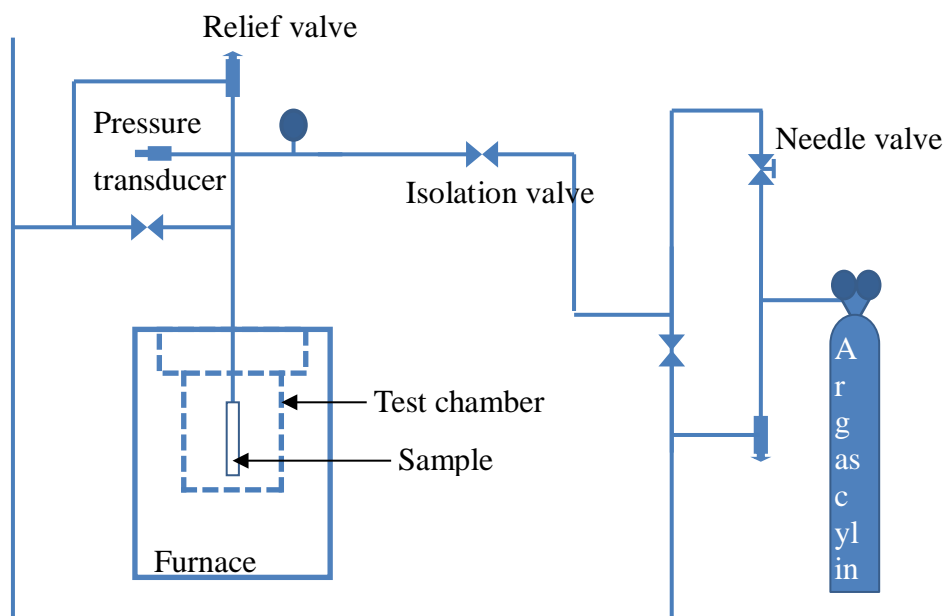 Relief valve
Pressure
transducer
Needle valve
Isolation valve
Test chamber
Sample
Furnace
A
r
g
as
c
yl
in